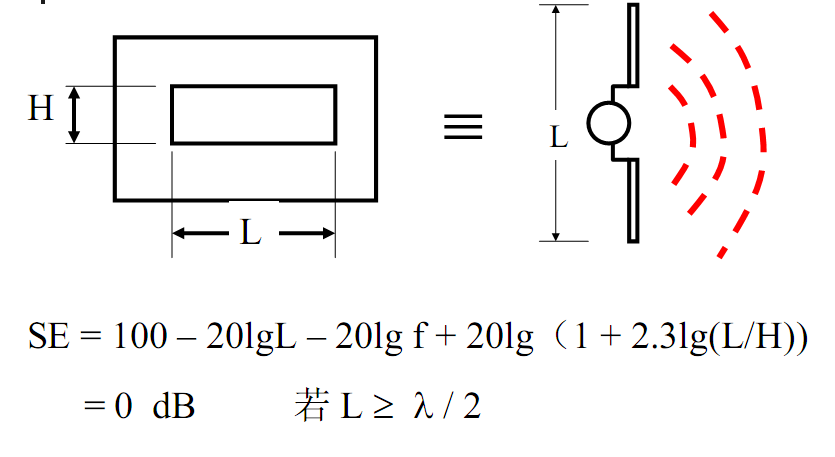 H
L
≡
L
SE = 100 – 20lgL – 20lg f + 20lg（1 + 2.3lg(L/H))
= 0 dB 若 L ≥ λ / 2